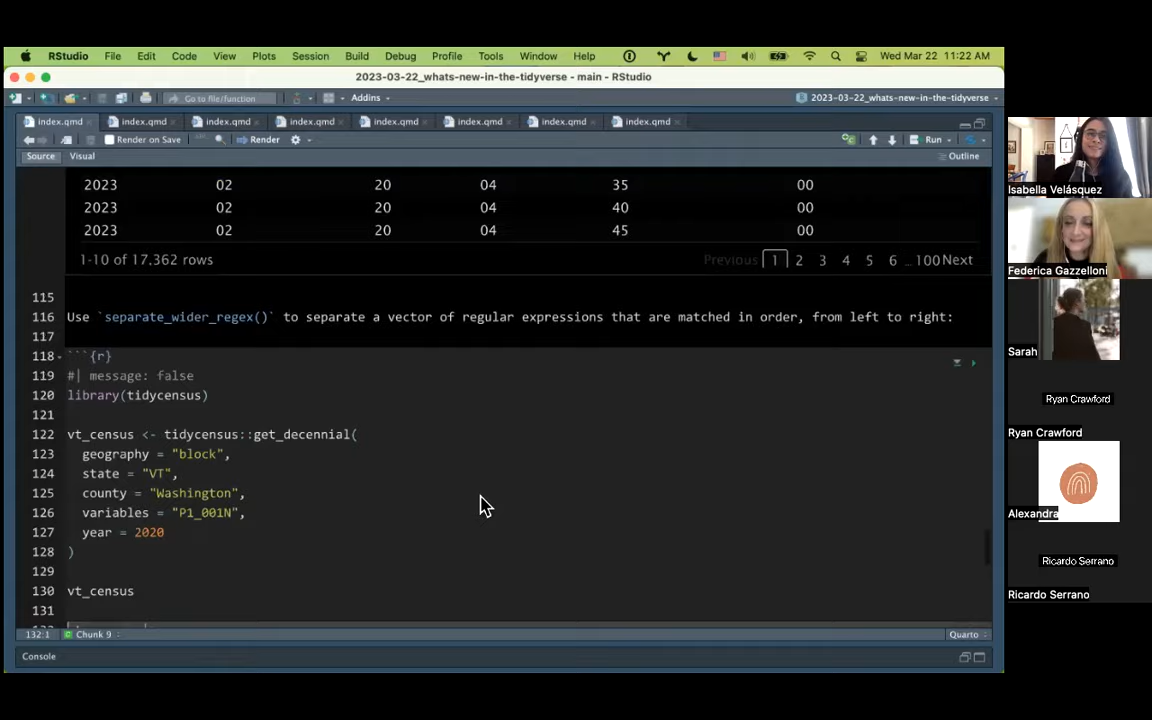 RStudio File Edit Code View Plots Session Build Debug Profile Tools Window Help Wed Mar 22 11:22 AM
2023-03-22_whats-new-in-the-tidyverse - main - RStudio
Go to file/function Addins 2023-03-22_whats-new-in-the-tidyverse
index.qmd index.qmd index.qmd index.qmd index.qmd index.qmd index.qmd index.qmd
Render on Save Render Run
Source Visual Outline
2023 02 20 04 35 00
2023 02 20 04 40 00
2023 02 20 04 45 00
1-10 of 17,362 rows Previous 1 2 3 4 5 6 ... 100 Next
115
116 Use `separate_wider_regex()` to separate a vector of regular expressions that are matched in order, from left to right:
117
118 ```{r}
119 #| message: false
120 library(tidycensus)
121
122 vt_census <- tidycensus::get_decennial(
123 geography = "block",
124 state = "VT",
125 county = "Washington",
126 variables = "P1_001N",
127 year = 2020
128 )
129
130 vt_census
131
132:1 Chunk 9 Quarto
Console
Isabella Velásquez
Federica Gazzelloni
Sarah
Ryan Crawford
Ryan Crawford
Alexandra
Ricardo Serrano
Ricardo Serrano